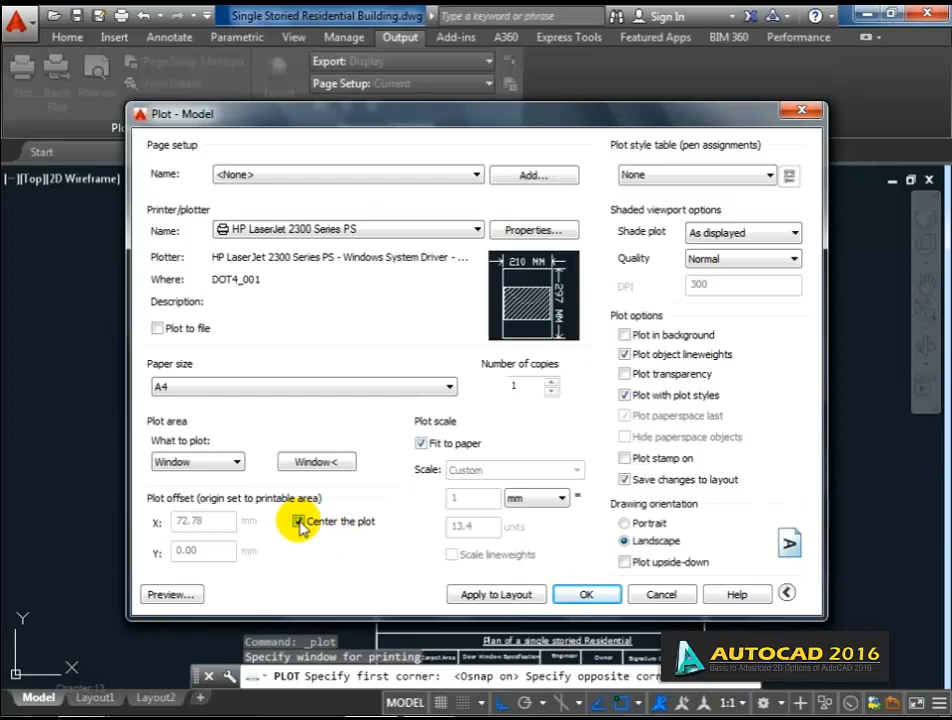 Single Storied Residential Building.dwg
Type a keyword or phrase
Sign In
Home Insert Annotate Parametric View Manage Output Add-ins A360 Express Tools Featured Apps BIM 360 Performance
Page Setup Manager
View Details
Plot
Batch Plot
Preview
Export: Display
Page Setup: Current
Start
[−][Top][2D Wireframe]
Plot - Model
Page setup
Name: <None> Add...
Printer/plotter
Name: HP LaserJet 2300 Series PS Properties...
Plotter: HP LaserJet 2300 Series PS - Windows System Driver - ...
Where: DOT4_001
Description:
Plot to file
210 MM
297 MM
Paper size
A4
Number of copies
1
Plot area
What to plot:
Window Window<
Plot offset (origin set to printable area)
X: 72.78 mm Center the plot
Y: 0.00 mm
Plot scale
Fit to paper
Scale: Custom
1 mm =
13.4 units
Scale lineweights
Plot style table (pen assignments)
None
Shaded viewport options
Shade plot As displayed
Quality Normal
DPI 300
Plot options
Plot in background
Plot object lineweights
Plot transparency
Plot with plot styles
Plot paperspace last
Hide paperspace objects
Plot stamp on
Save changes to layout
Drawing orientation
Portrait
Landscape
Plot upside-down
A
Preview... Apply to Layout OK Cancel Help
Y
X
Plan of a single storied Residential
Command: _plot
Specify window for printing
PLOT Specify first corner: <Osnap on> Specify opposite cor
AUTOCAD 2016
Basic to Advanced 2D Options of AutoCAD 2016
Model Layout1 Layout2 + MODEL 1:1